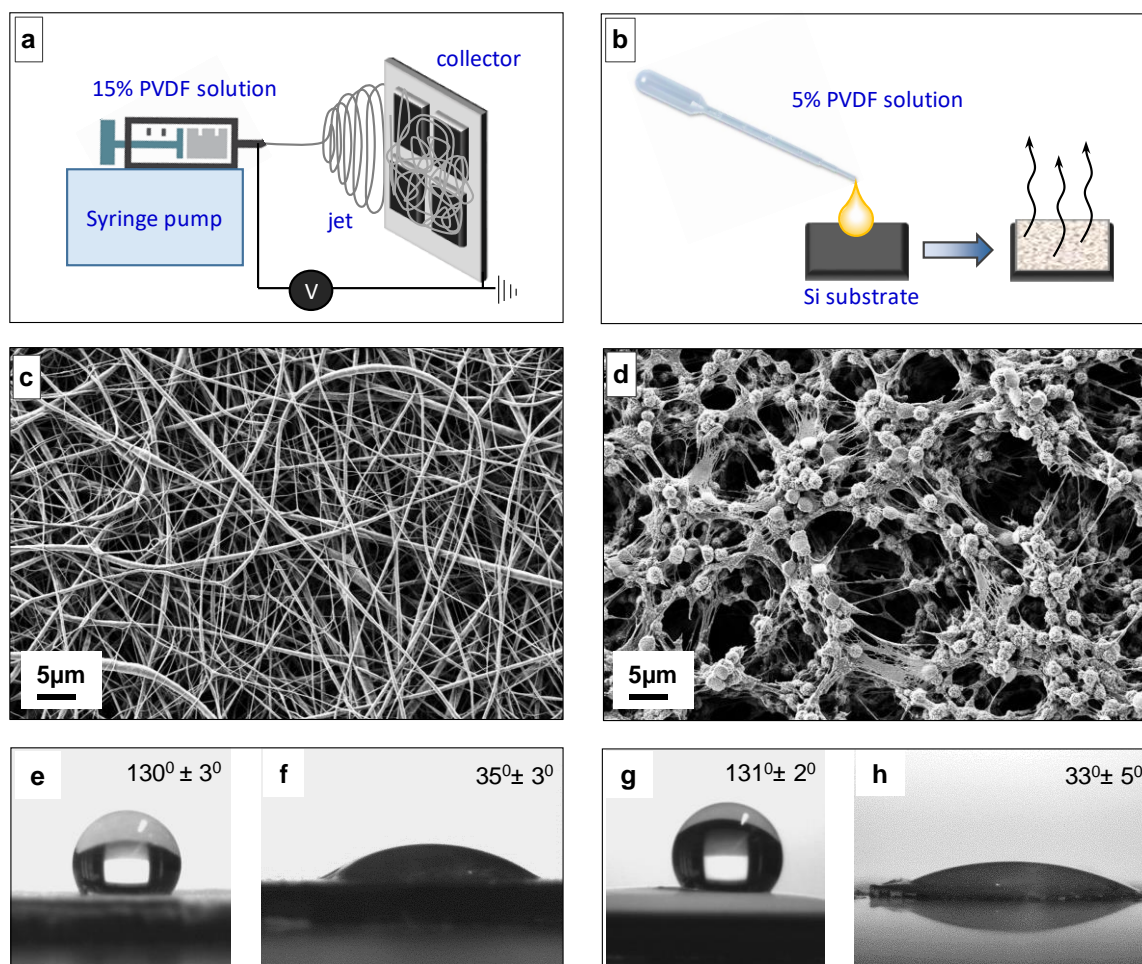 a
collector
15% PVDF solution
Syringe pump
jet
V
b
5% PVDF solution
Si substrate
c
5µm
d
5µm
e
130⁰ ± 3⁰
f
35⁰± 3⁰
g
131⁰± 2⁰
h
33⁰± 5⁰